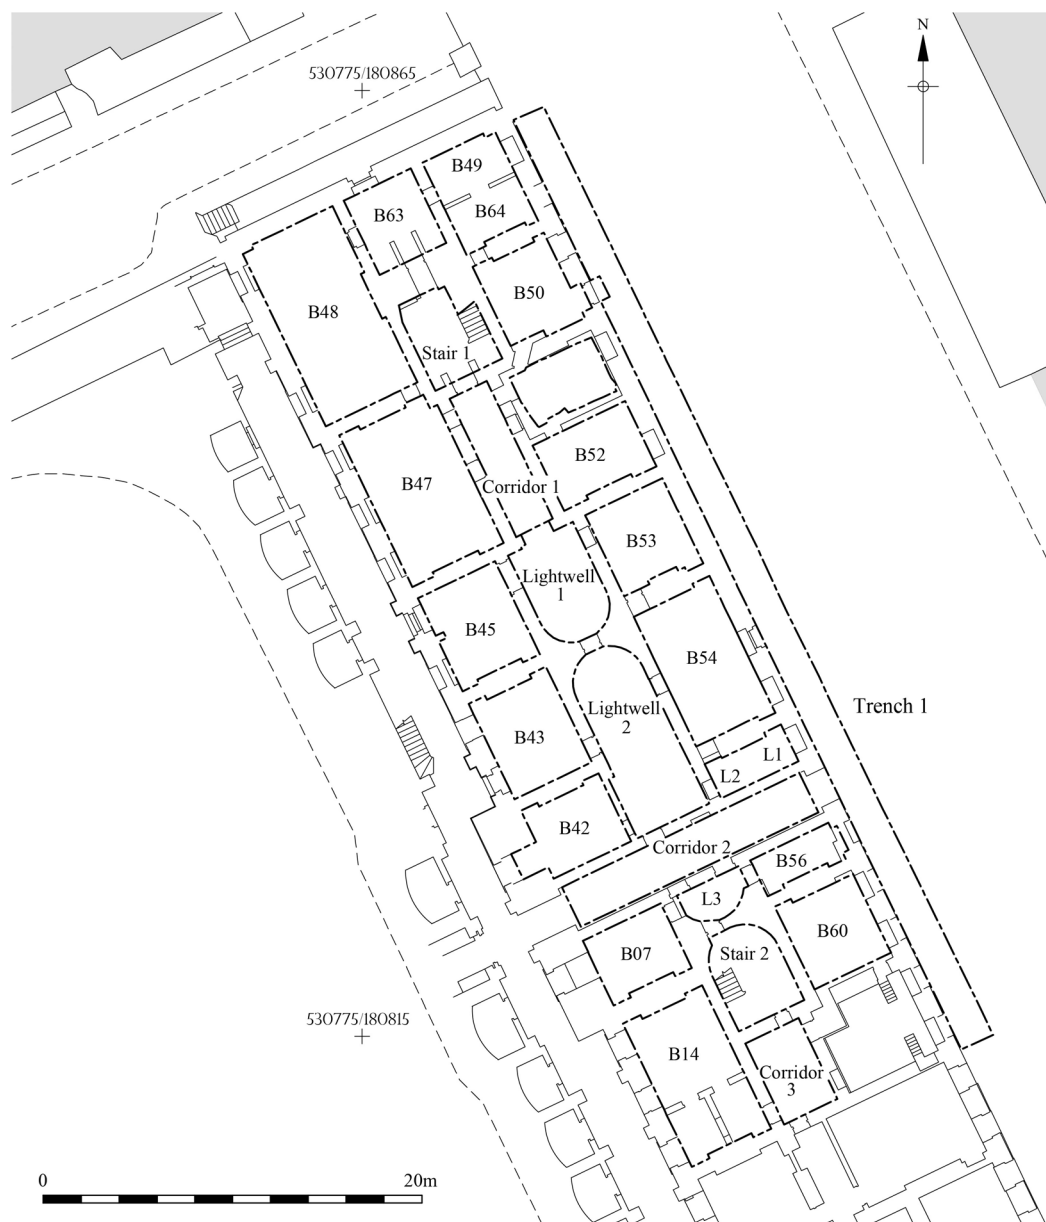 N
530775/180865
B49
B63
B64
B50
B48
Stair 1
B52
B47
Corridor 1
B53
Lightwell
1
B45
B54
Trench 1
Lightwell
2
B43
L1
L2
B42
Corridor 2
B56
L3
B60
B07
Stair 2
530775/180815
B14
Corridor
3
0
20m